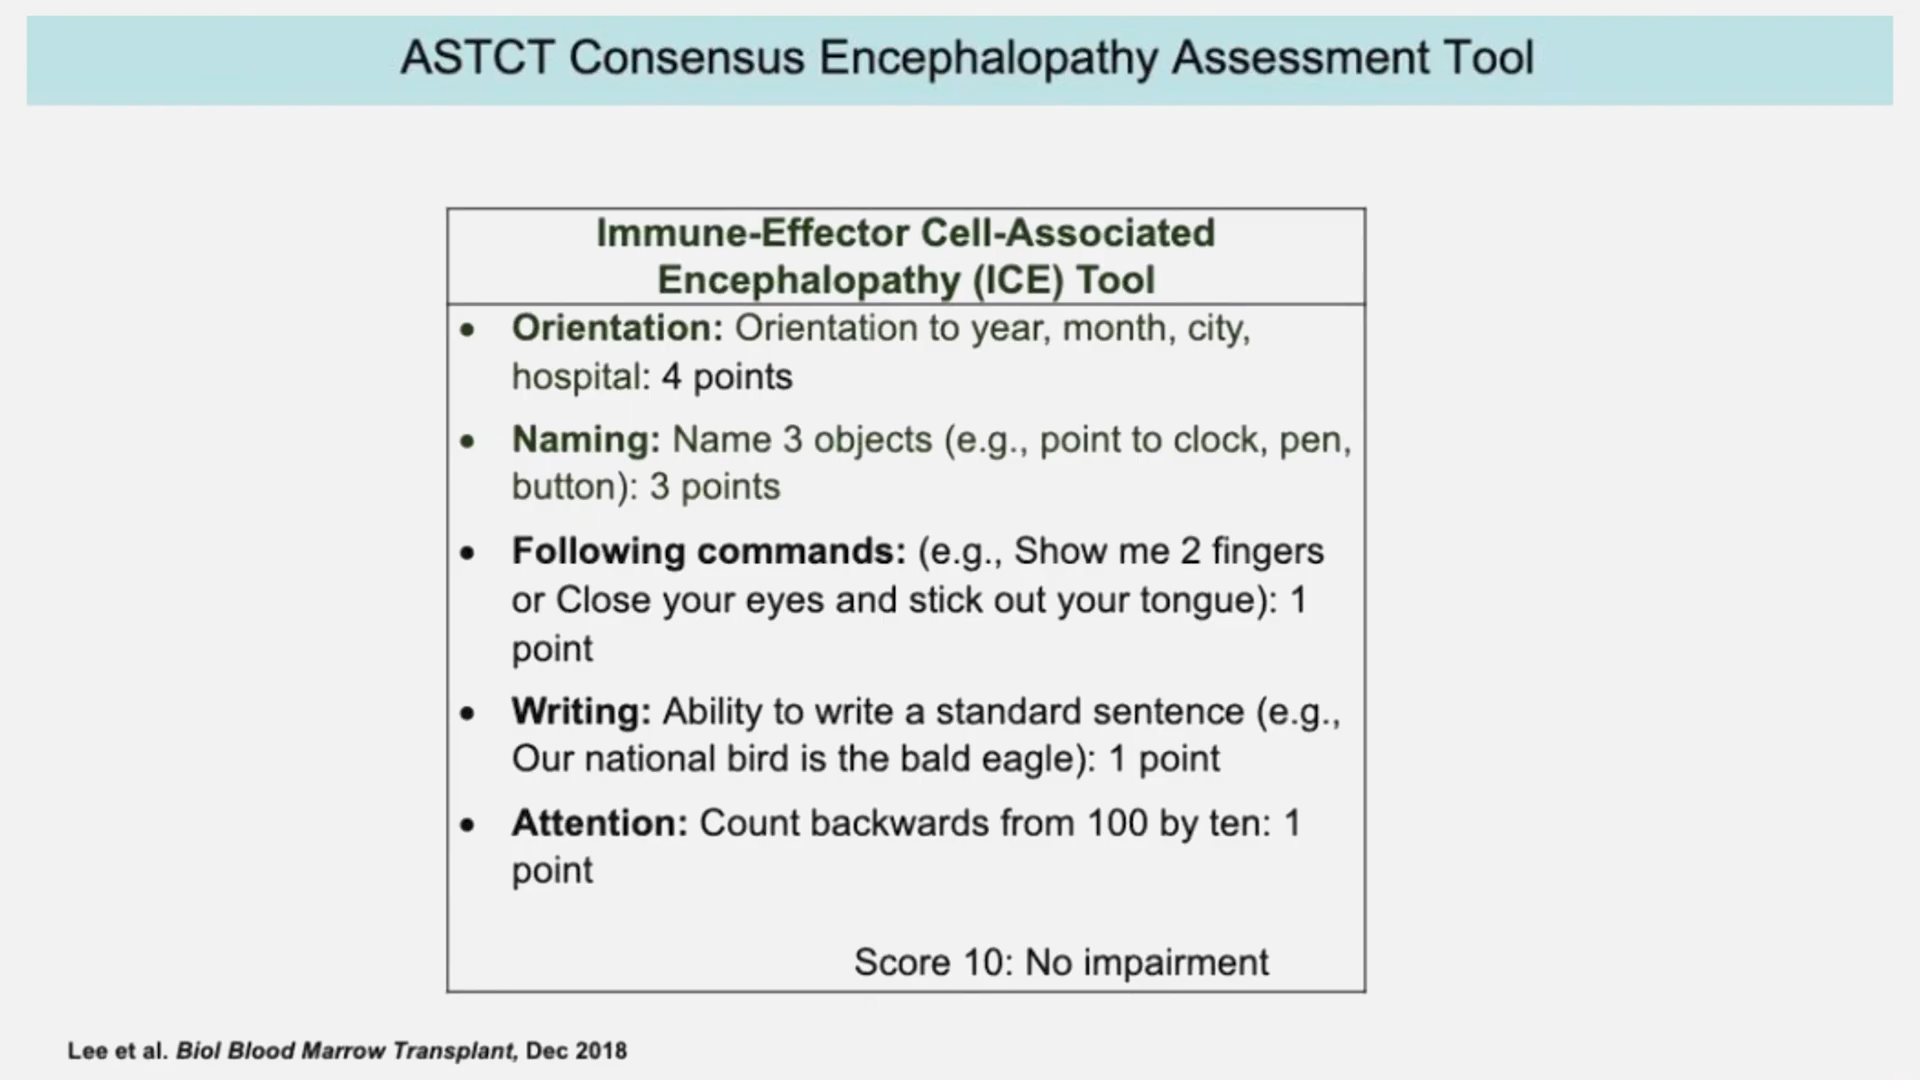 ASTCT Consensus Encephalopathy Assessment Tool
Immune-Effector Cell-Associated
Encephalopathy (ICE) Tool
• Orientation: Orientation to year, month, city,
hospital: 4 points
• Naming: Name 3 objects (e.g., point to clock, pen,
button): 3 points
• Following commands: (e.g., Show me 2 fingers
or Close your eyes and stick out your tongue): 1
point
• Writing: Ability to write a standard sentence (e.g.,
Our national bird is the bald eagle): 1 point
• Attention: Count backwards from 100 by ten: 1
point
Score 10: No impairment
Lee et al. Biol Blood Marrow Transplant, Dec 2018